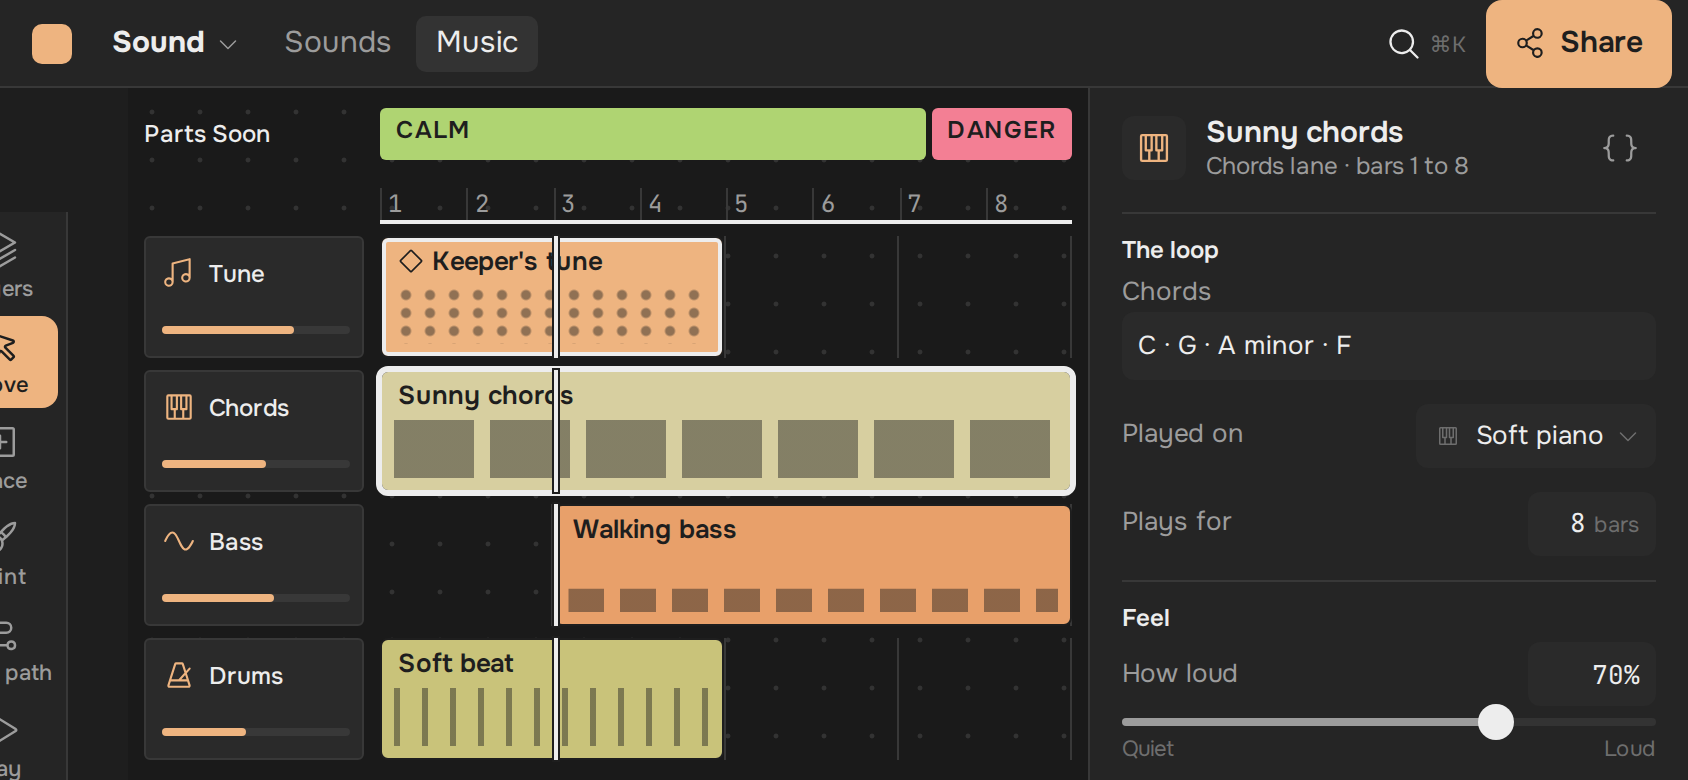 Sound Sounds Music ⌘K Share
Parts Soon CALM DANGER
1 2 3 4 5 6 7 8
Tune
Keeper's tune
Chords
Sunny chords
Bass
Walking bass
Drums
Soft beat
ers
ove
ce
int
path
ay
Sunny chords
Chords lane · bars 1 to 8
The loop
Chords
C · G · A minor · F
Played on Soft piano
Plays for 8 bars
Feel
How loud 70%
Quiet Loud